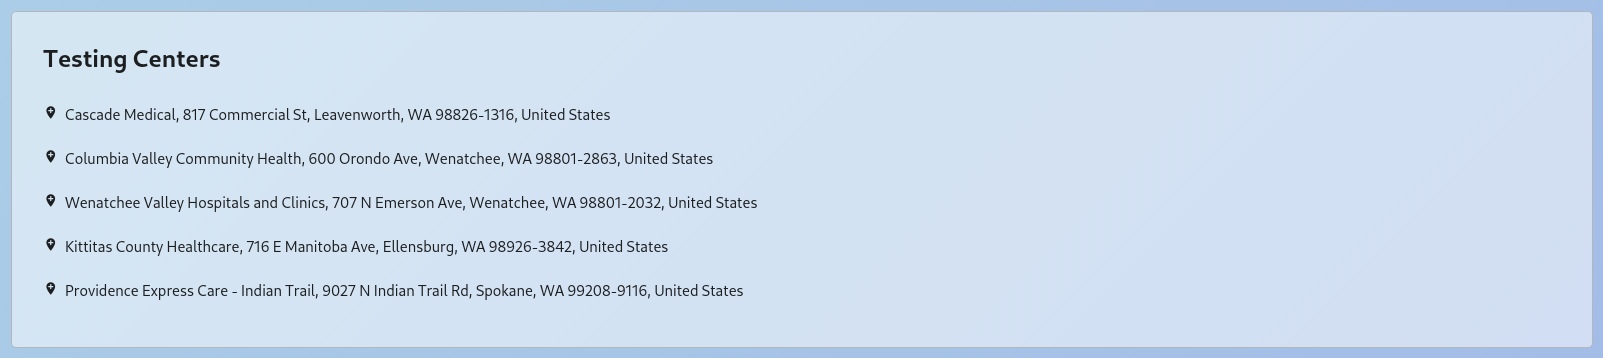 Testing Centers
Cascade Medical, 817 Commercial St, Leavenworth, WA 98826-1316, United States
Columbia Valley Community Health, 600 Orondo Ave, Wenatchee, WA 98801-2863, United States
Wenatchee Valley Hospitals and Clinics, 707 N Emerson Ave, Wenatchee, WA 98801-2032, United States
Kittitas County Healthcare, 716 E Manitoba Ave, Ellensburg, WA 98926-3842, United States
Providence Express Care - Indian Trail, 9027 N Indian Trail Rd, Spokane, WA 99208-9116, United States